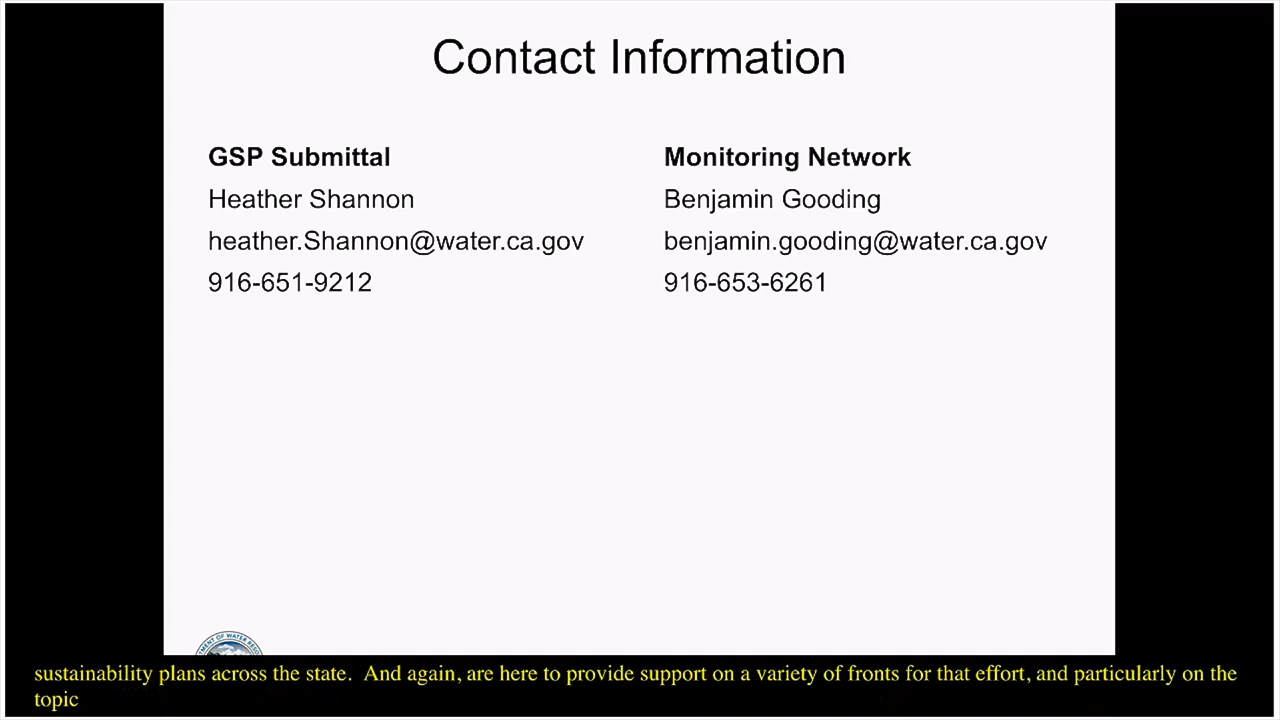 Contact Information
GSP Submittal
Heather Shannon
heather.Shannon@water.ca.gov
916-651-9212
Monitoring Network
Benjamin Gooding
benjamin.gooding@water.ca.gov
916-653-6261
OF WATER
sustainability plans across the state.  And again, are here to provide support on a variety of fronts for that effort, and particularly on the
topic